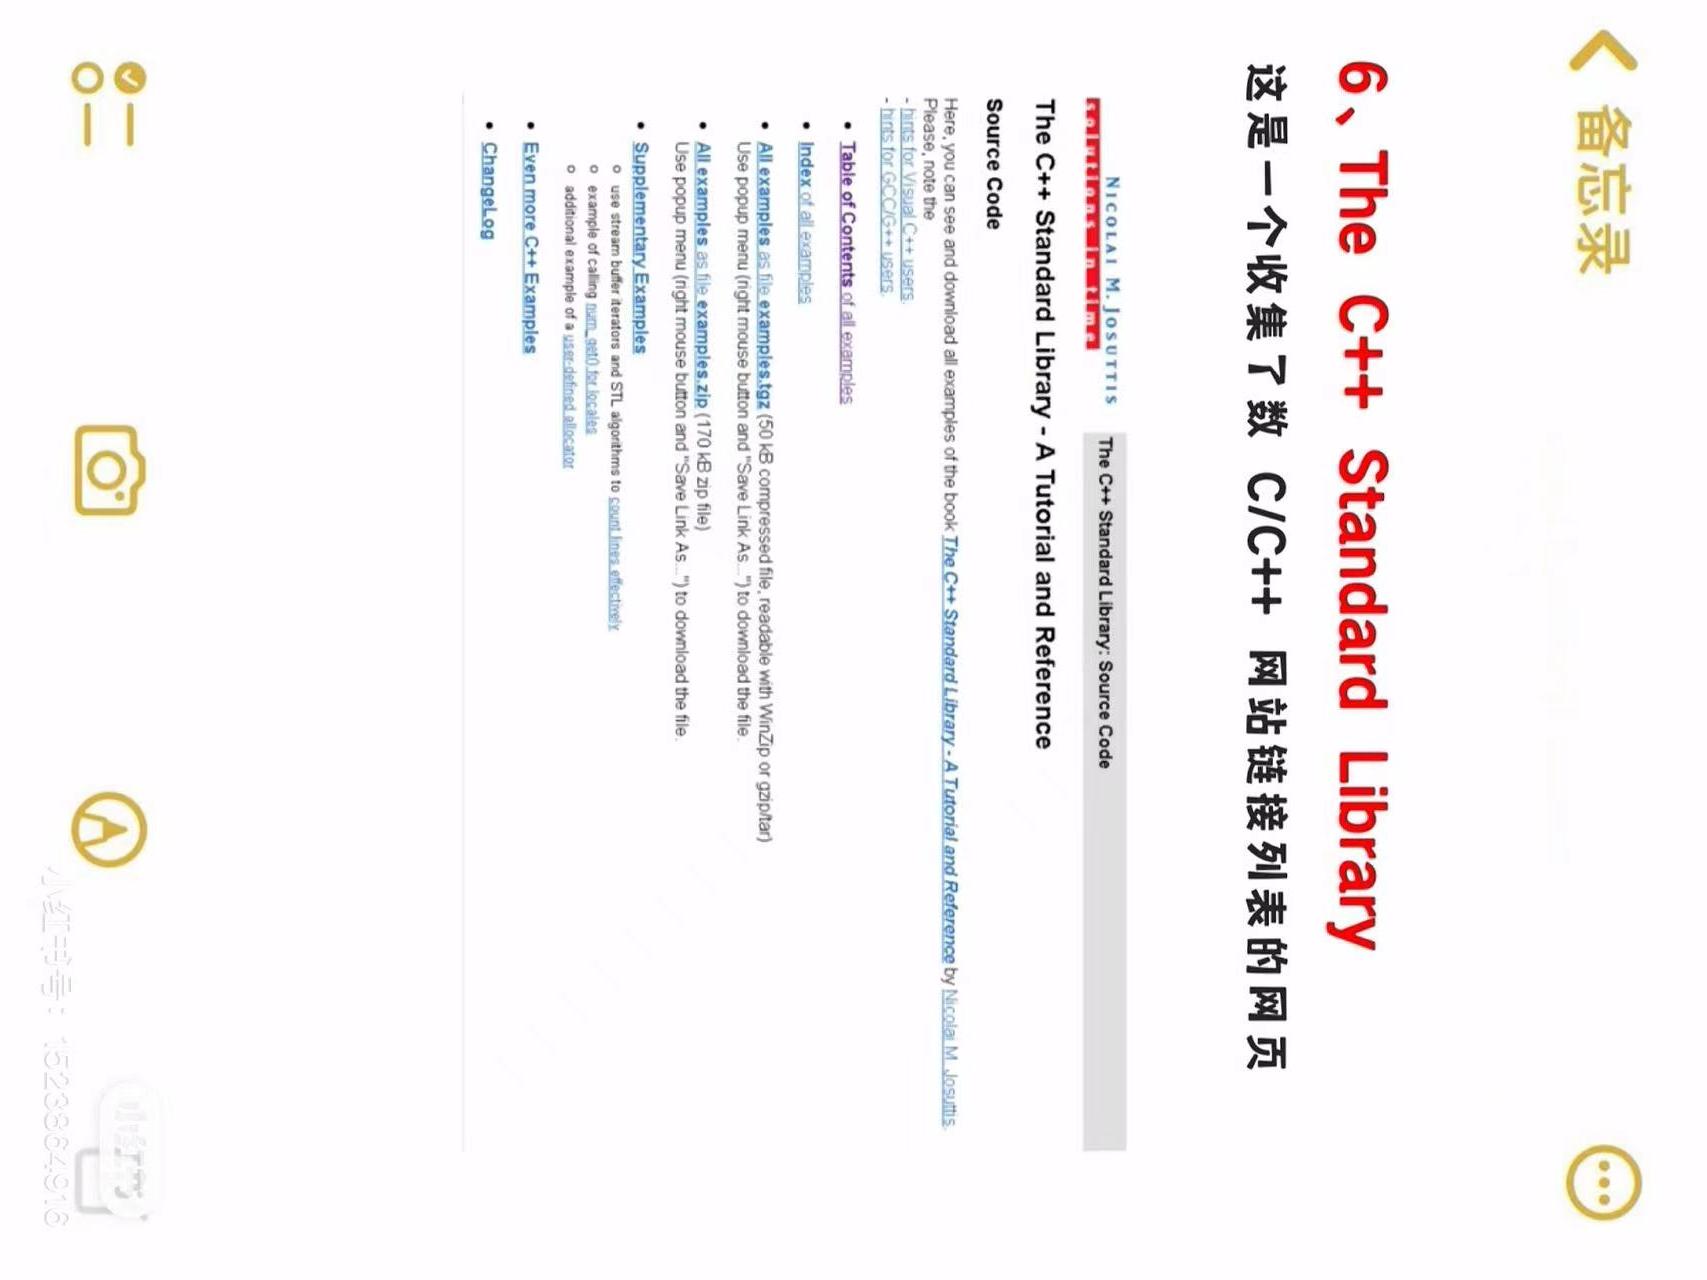 备忘录
6、The C++ Standard Library
这是一个收集了数 C/C++ 网站链接列表的网页
NICOLAI M. JOSUTTIS
solutions in time
The C++ Standard Library: Source Code
The C++ Standard Library - A Tutorial and Reference
Source Code
Here, you can see and download all examples of the book The C++ Standard Library - A Tutorial and Reference by Nicolai M. Josuttis.
Please, note the
- hints for Visual C++ users.
- hints for GCC/G++ users.
• Table of Contents of all examples
• Index of all examples
• All examples as file examples.tgz (50 kB compressed file, readable with WinZip or gzip/tar)
Use popup menu (right mouse button and "Save Link As...") to download the file.
• All examples as file examples.zip (170 kB zip file)
Use popup menu (right mouse button and "Save Link As...") to download the file.
• Supplementary Examples
o use stream buffer iterators and STL algorithms to count lines effectively
o example of calling num_get() for locales
o additional example of a user-defined allocator
• Even more C++ Examples
• ChangeLog
小红书
小红书号: 1523864916